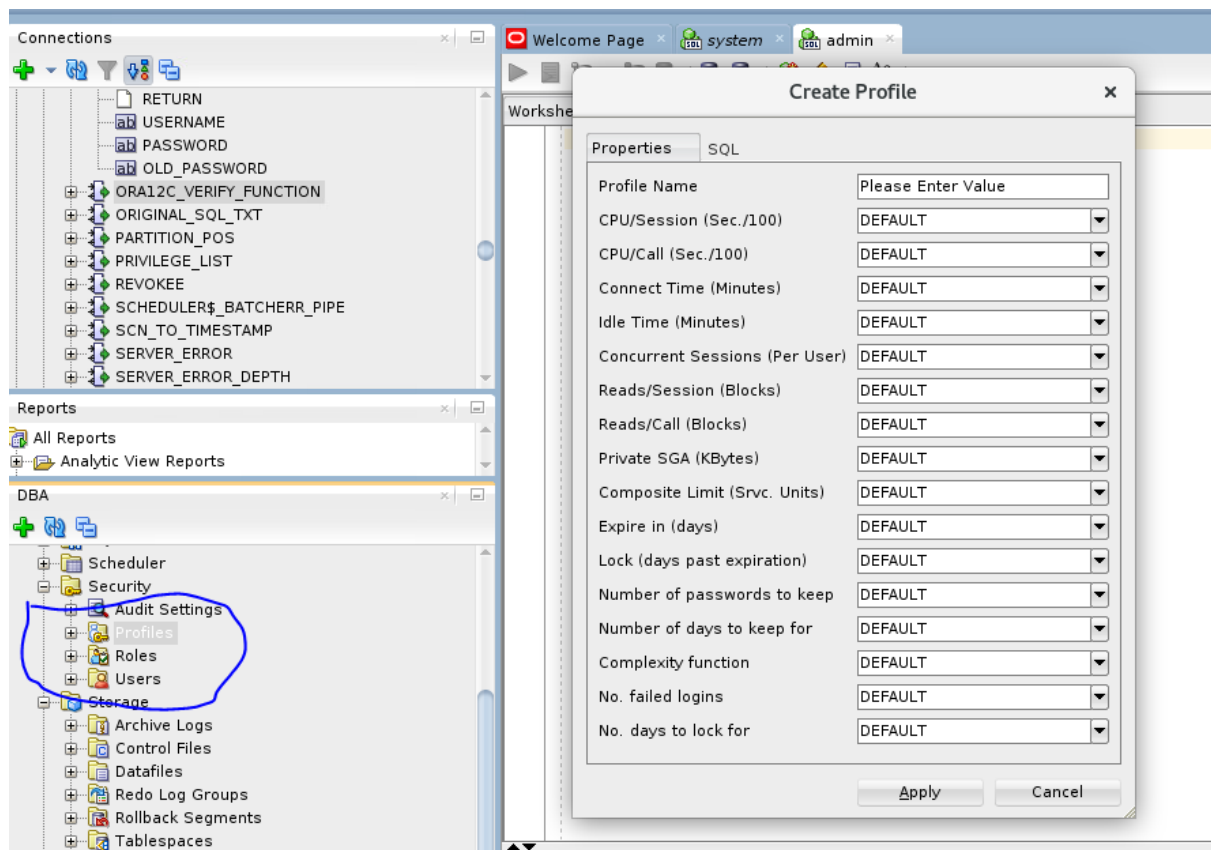 Connections
RETURN
USERNAME
PASSWORD
OLD_PASSWORD
ORA12C_VERIFY_FUNCTION
ORIGINAL_SQL_TXT
PARTITION_POS
PRIVILEGE_LIST
REVOKEE
SCHEDULER$_BATCHERR_PIPE
SCN_TO_TIMESTAMP
SERVER_ERROR
SERVER_ERROR_DEPTH
Reports
All Reports
Analytic View Reports
DBA
Scheduler
Security
Audit Settings
Profiles
Roles
Users
Storage
Archive Logs
Control Files
Datafiles
Redo Log Groups
Rollback Segments
Tablespaces
Welcome Page system admin
Workshe
Create Profile
Properties SQL
Profile Name Please Enter Value
CPU/Session (Sec./100) DEFAULT
CPU/Call (Sec./100) DEFAULT
Connect Time (Minutes) DEFAULT
Idle Time (Minutes) DEFAULT
Concurrent Sessions (Per User) DEFAULT
Reads/Session (Blocks) DEFAULT
Reads/Call (Blocks) DEFAULT
Private SGA (KBytes) DEFAULT
Composite Limit (Srvc. Units) DEFAULT
Expire in (days) DEFAULT
Lock (days past expiration) DEFAULT
Number of passwords to keep DEFAULT
Number of days to keep for DEFAULT
Complexity function DEFAULT
No. failed logins DEFAULT
No. days to lock for DEFAULT
Apply Cancel